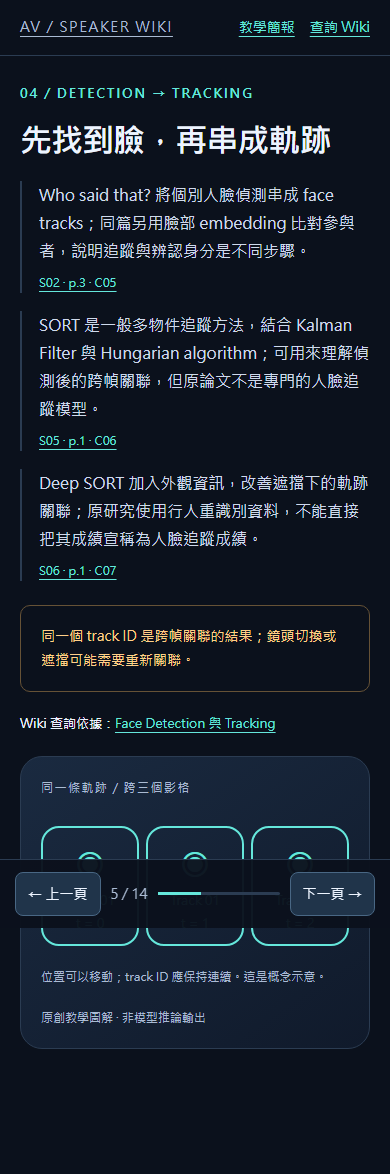 AV / SPEAKER WIKI
教學簡報
查詢 Wiki
04 / DETECTION → TRACKING
先找到臉，再串成軌跡
Who said that? 將個別人臉偵測串成 face
tracks；同篇另用臉部 embedding 比對參與
者，說明追蹤與辨認身分是不同步驟。
S02 · p.3 · C05
SORT 是一般多物件追蹤方法，結合 Kalman
Filter 與 Hungarian algorithm；可用來理解偵
測後的跨幀關聯，但原論文不是專門的人臉追
蹤模型。
S05 · p.1 · C06
Deep SORT 加入外觀資訊，改善遮擋下的軌跡
關聯；原研究使用行人重識別資料，不能直接
把其成績宣稱為人臉追蹤成績。
S06 · p.1 · C07
同一個 track ID 是跨幀關聯的結果；鏡頭切換或
遮擋可能需要重新關聯。
Wiki 查詢依據：Face Detection 與 Tracking
同一條軌跡 / 跨三個影格
← 上一頁
5 / 14
下一頁 →
位置可以移動；track ID 應保持連續。這是概念示意。
原創教學圖解 · 非模型推論輸出